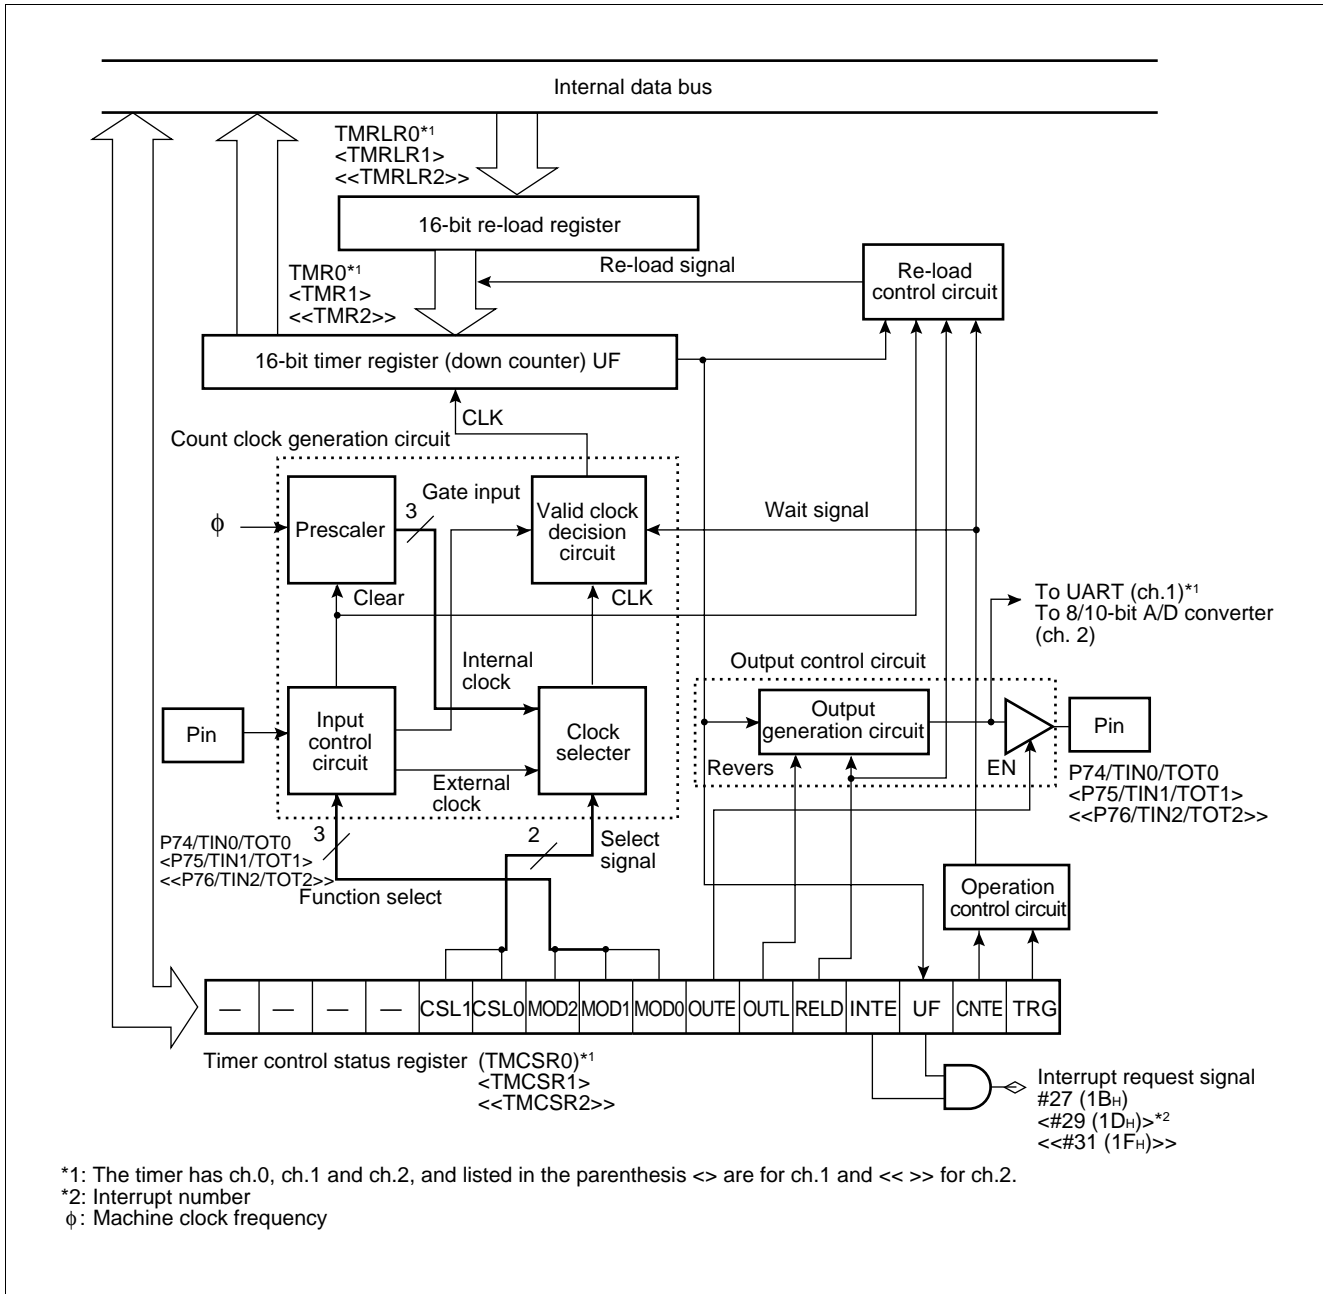 Internal data bus
TMRLR0*1
<TMRLR1>
<<TMRLR2>>
16-bit re-load register
TMR0*1
<TMR1>
<<TMR2>>
Re-load signal
Re-load
control circuit
16-bit timer register (down counter) UF
CLK
Count clock generation circuit
Gate input
3
ϕ
Prescaler
Valid clock
decision
circuit
Wait signal
Clear
CLK
To UART (ch.1)*1
To 8/10-bit A/D converter
(ch. 2)
Internal
clock
Output control circuit
Pin
Input
control
circuit
Clock
selecter
Output
generation circuit
Pin
Revers
EN
External
clock
P74/TIN0/TOT0
<P75/TIN1/TOT1>
<<P76/TIN2/TOT2>>
P74/TIN0/TOT0
<P75/TIN1/TOT1>
<<P76/TIN2/TOT2>>
3
2
Select
signal
Function select
Operation
control circuit
— — — — CSL1 CSL0 MOD2 MOD1 MOD0 OUTE OUTL RELD INTE UF CNTE TRG
Timer control status register (TMCSR0)*1
<TMCSR1>
<<TMCSR2>>
Interrupt request signal
#27 (1BH)
<#29 (1DH)>*2
<<#31 (1FH)>>
*1: The timer has ch.0, ch.1 and ch.2, and listed in the parenthesis <> are for ch.1 and << >> for ch.2.
*2: Interrupt number
ϕ: Machine clock frequency